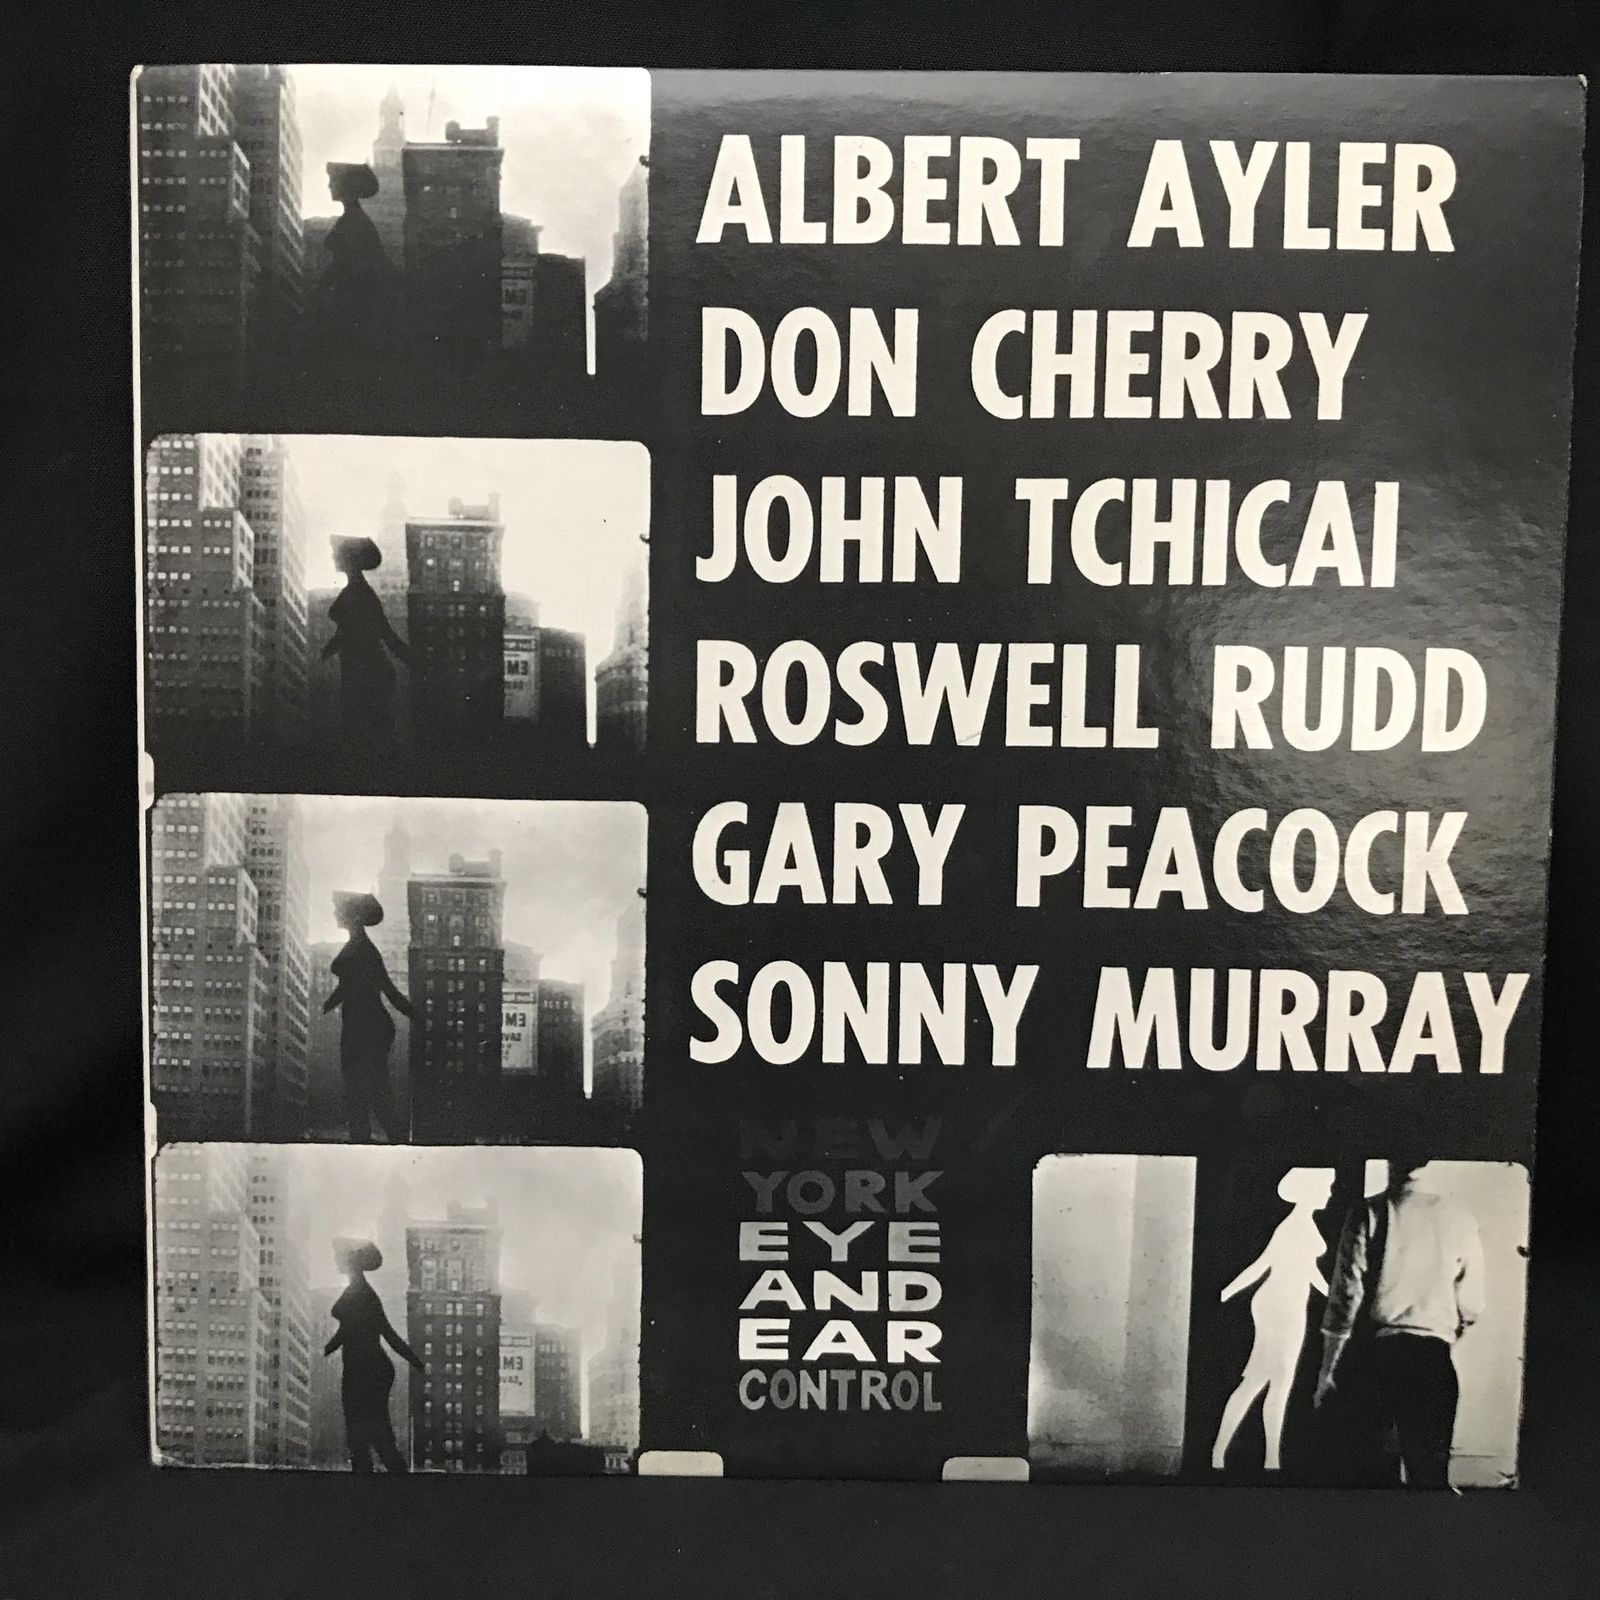 ALBERT AYLER
DON CHERRY
JOHN TCHICAI
ROSWELL RUDD
GARY PEACOCK
SONNY MURRAY
NEW
YORK
EYE
AND
EAR
CONTROL